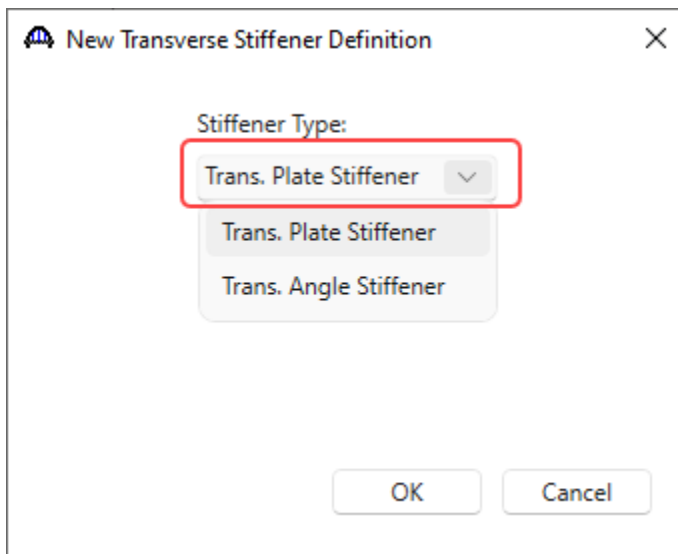 New Transverse Stiffener Definition
Stiffener Type:
Trans. Plate Stiffener
Trans. Plate Stiffener
Trans. Angle Stiffener
OK Cancel